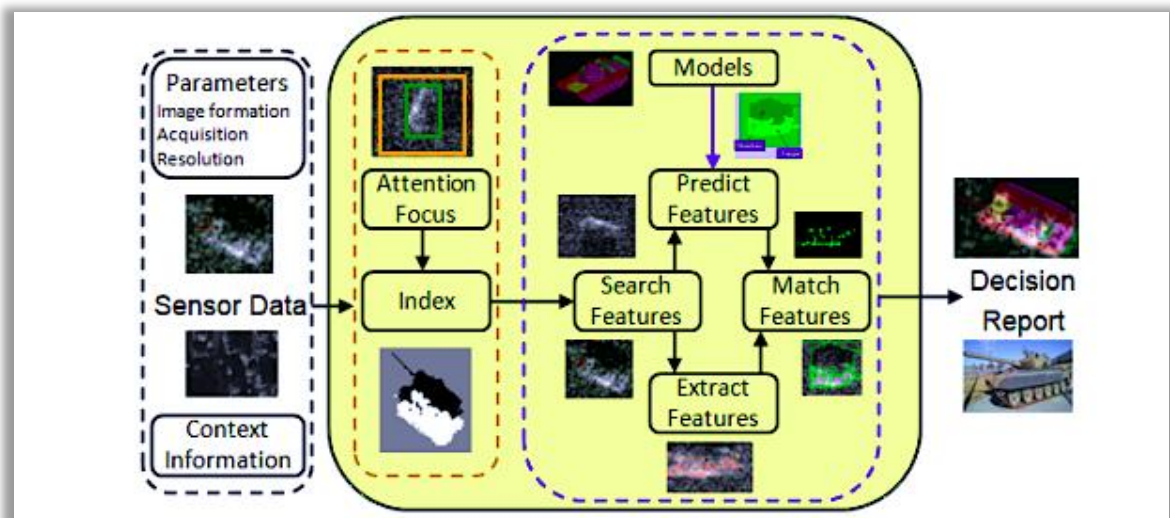 Parameters
Image formation
Acquisition
Resolution
Sensor Data
Context
Information
Attention
Focus
Index
Models
Predict
Features
Search
Features
Match
Features
Extract
Features
Decision
Report